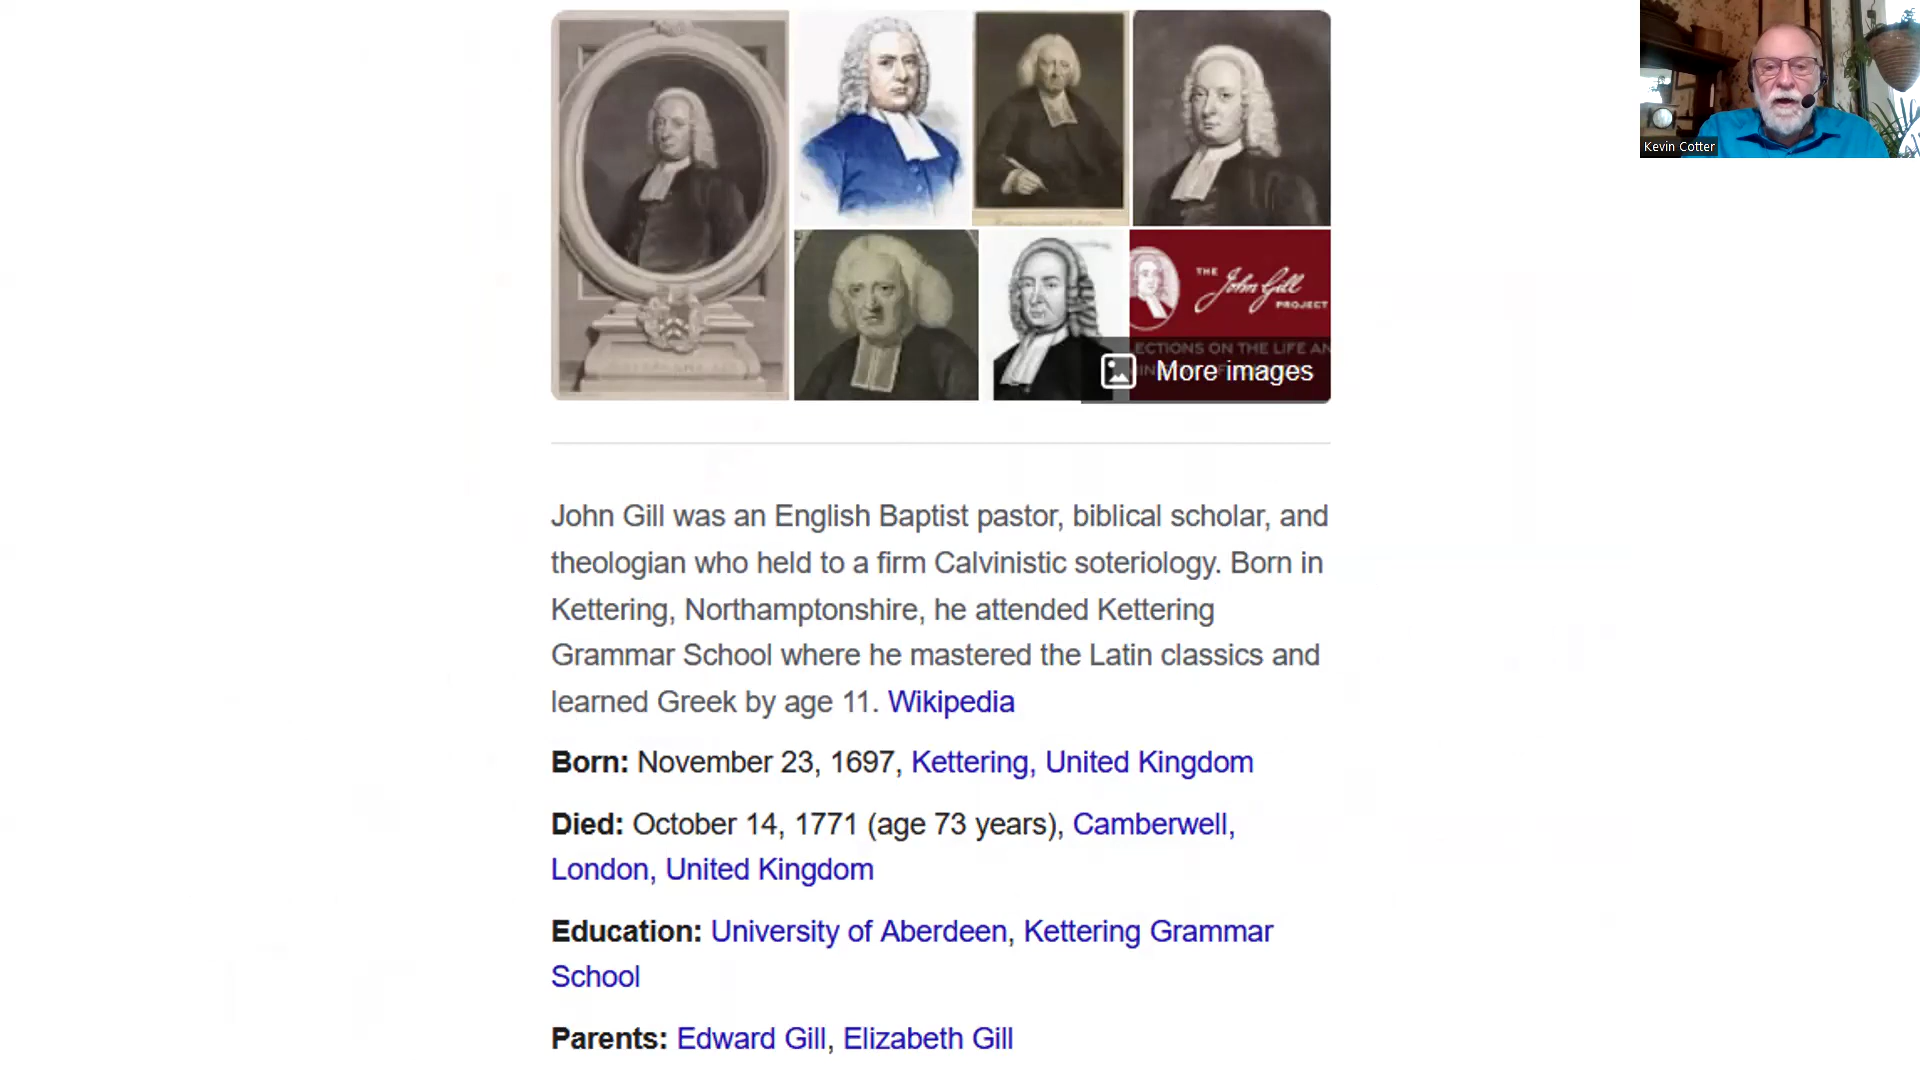 Kevin Cotter
THE
John Gill
PROJECT
ECTIONS ON THE LIFE AN
More images
John Gill was an English Baptist pastor, biblical scholar, and
theologian who held to a firm Calvinistic soteriology. Born in
Kettering, Northamptonshire, he attended Kettering
Grammar School where he mastered the Latin classics and
learned Greek by age 11. Wikipedia
Born: November 23, 1697, Kettering, United Kingdom
Died: October 14, 1771 (age 73 years), Camberwell,
London, United Kingdom
Education: University of Aberdeen, Kettering Grammar
School
Parents: Edward Gill, Elizabeth Gill